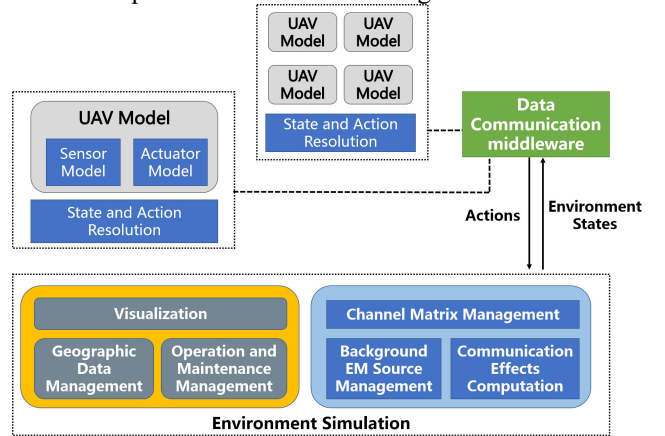 UAV Model
UAV Model
UAV Model
UAV Model
State and Action
Resolution
UAV Model
Sensor
Model
Actuator
Model
State and Action
Resolution
Data
Communication
middleware
Actions
Environment
States
Visualization
Geographic
Data
Management
Operation and
Maintenance
Management
Channel Matrix Management
Background
EM Source
Management
Communication
Effects
Computation
Environment Simulation